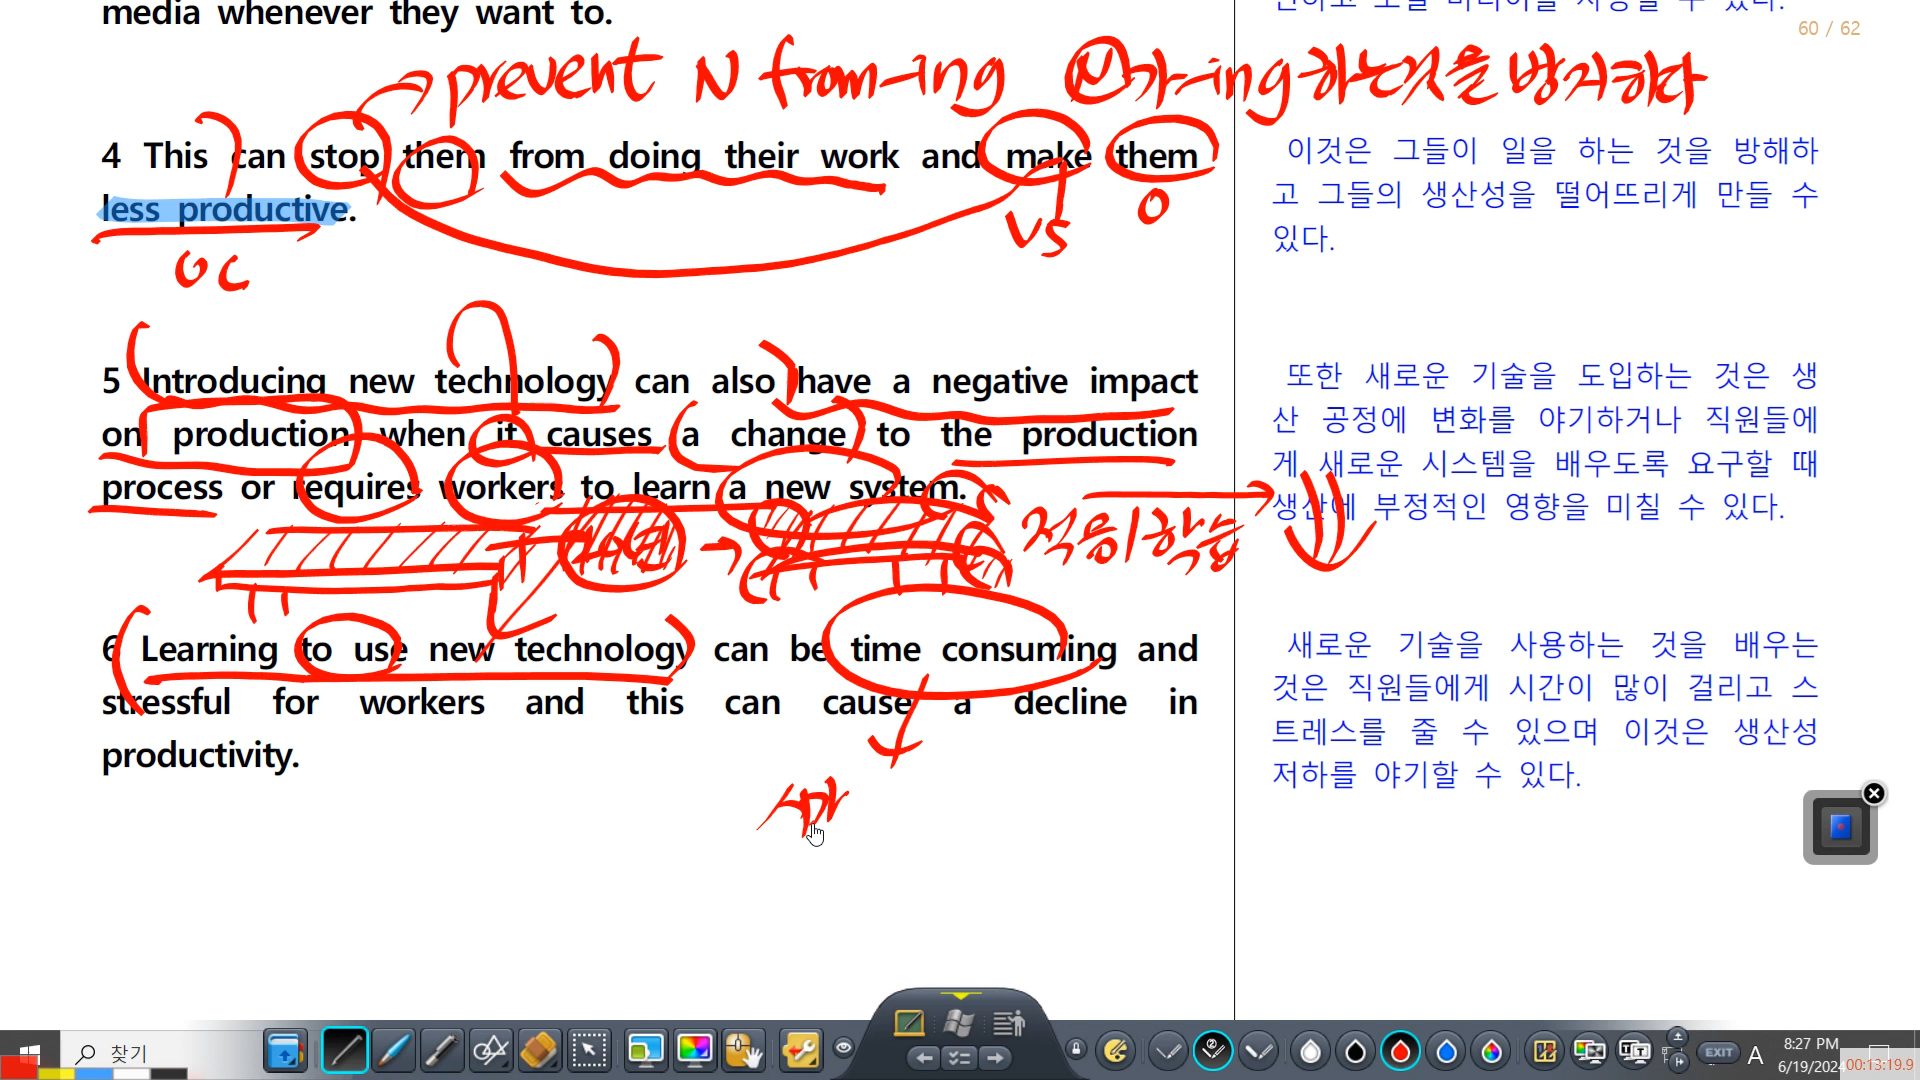 media whenever they want to.
60 / 62
prevent N from -ing N가 -ing하는것을 방지하다
4 This can stop them from doing their work and make them
less productive.
V5
O
OC
이것은 그들이 일을 하는 것을 방해하
고 그들의 생산성을 떨어뜨리게 만들 수
있다.
5 Introducing new technology can also have a negative impact
on production when it causes a change to the production
process or requires workers to learn a new system.
또한 새로운 기술을 도입하는 것은 생
산 공정에 변화를 야기하거나 직원들에
게 새로운 시스템을 배우도록 요구할 때
생산에 부정적인 영향을 미칠 수 있다.
적응/학습
6 Learning to use new technology can be time consuming and
stressful for workers and this can cause a decline in
productivity.
새로운 기술을 사용하는 것을 배우는
것은 직원들에게 시간이 많이 걸리고 스
트레스를 줄 수 있으며 이것은 생산성
저하를 야기할 수 있다.
찾기
EXIT
A
8:27 PM
6/19/2024
00:13:19.9